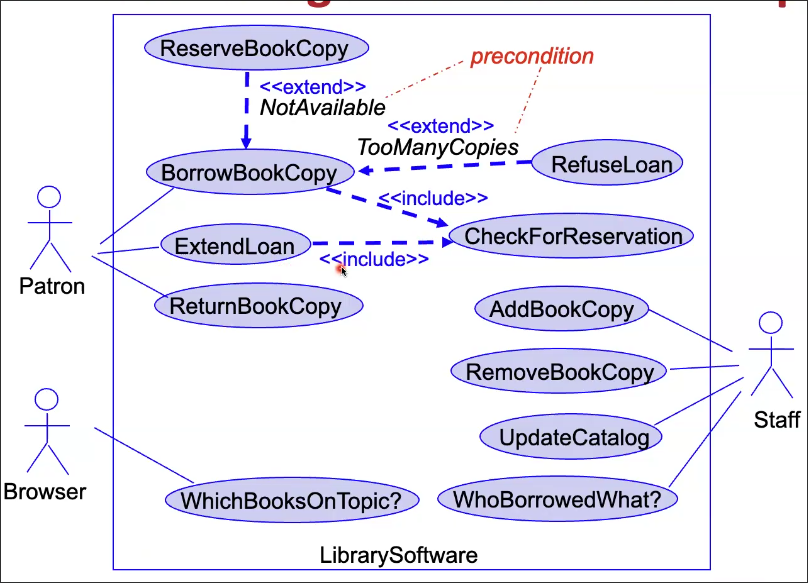 ReserveBookCopy
<<extend>>
NotAvailable
precondition
<<extend>>
TooManyCopies
BorrowBookCopy
RefuseLoan
<<include>>
ExtendLoan
CheckForReservation
<<include>>
Patron
ReturnBookCopy
AddBookCopy
RemoveBookCopy
Staff
UpdateCatalog
Browser
WhichBooksOnTopic?
WhoBorrowedWhat?
LibrarySoftware